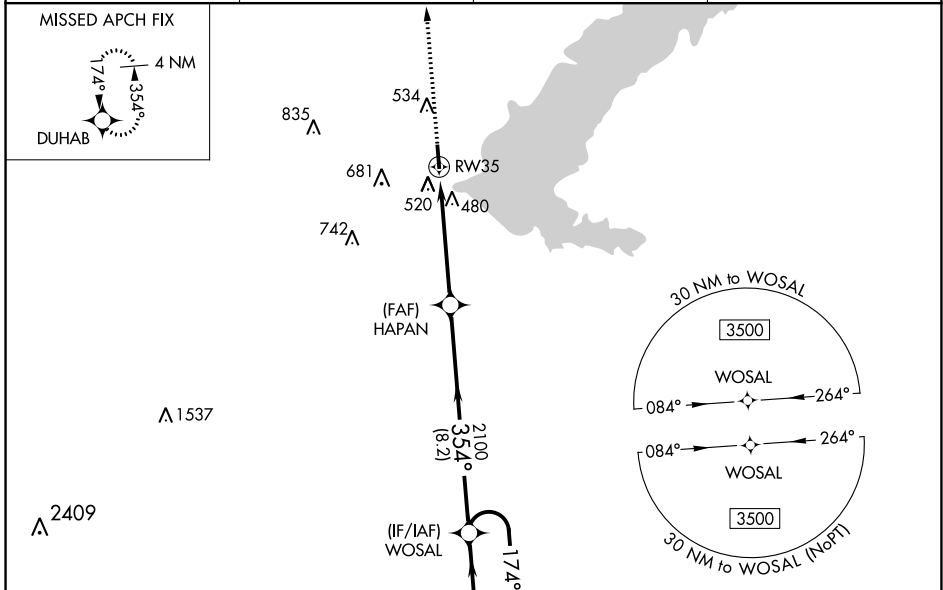 MISSED APCH FIX
4 NM
174°
354°
DUHAB
835
534
681
RW35
520
480
742
(FAF)
HAPAN
1537
2100
354°
(8.2)
2409
(IF/IAF)
WOSAL
174°
30 NM to WOSAL
3500
WOSAL
084°
264°
084°
264°
WOSAL
3500
30 NM to WOSAL (NoPT)